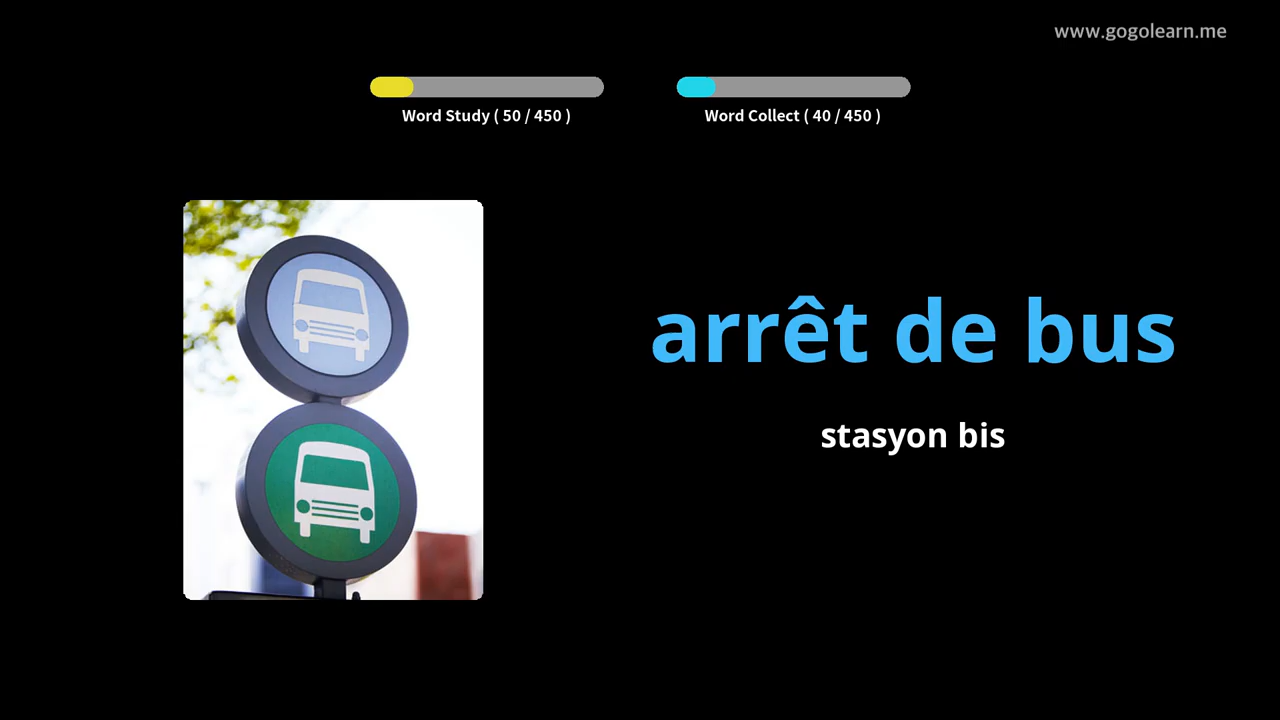 www.gogolearn.me
Word Study ( 50 / 450 )
Word Collect ( 40 / 450 )
arrêt de bus
stasyon bis